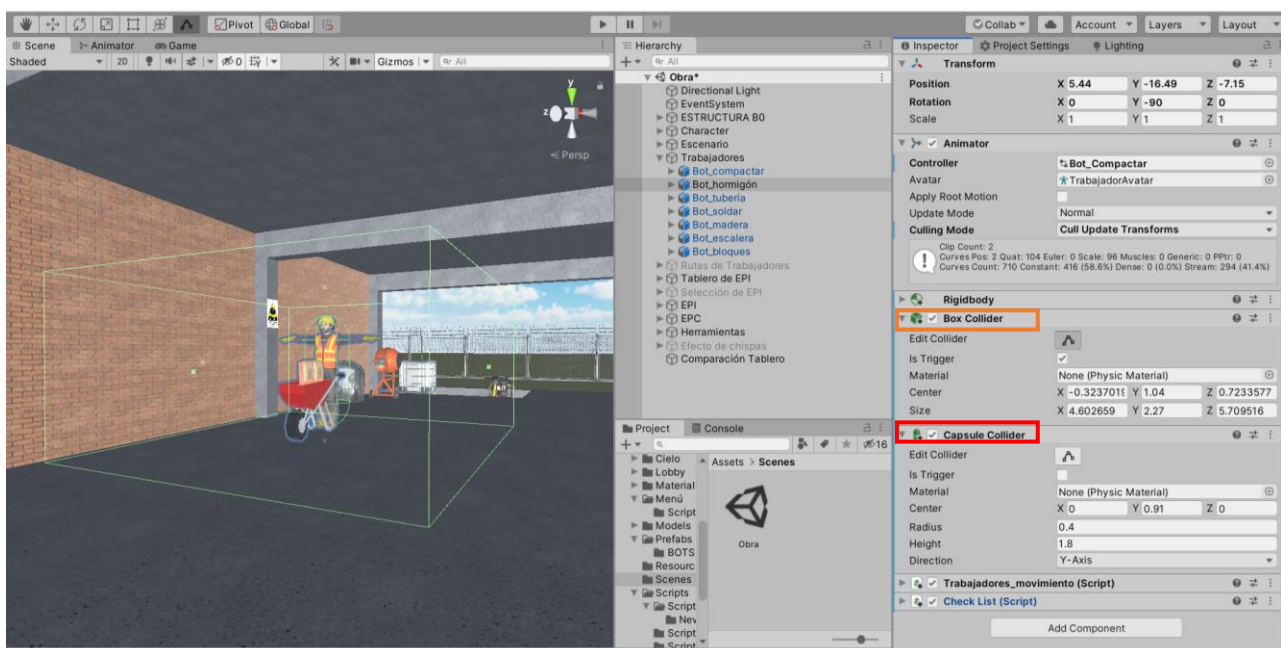 Pivot Global Collab Account Layers Layout
Scene Animator Game
Shaded 2D 0 Gizmos All
Persp
y
z
Hierarchy
All
Obra*
Directional Light
EventSystem
ESTRUCTURA B0
Character
Escenario
Trabajadores
Bot_compactar
Bot_hormigón
Bot_tuberia
Bot_soldar
Bot_madera
Bot_escalera
Bot_bloques
Rutas de Trabajadores
Tablero de EPI
Selección de EPI
EPI
EPC
Herramientas
Efecto de chispas
Comparación Tablero
Project Console
16
Cielo
Lobby
Material
Menú
Script
Models
Prefabs
BOTS
Resourc
Scenes
Scripts
Script
Nev
Script
Script
Assets > Scenes
Obra
Inspector Project Settings Lighting
Transform
Position X 5.44 Y -16.49 Z -7.15
Rotation X 0 Y -90 Z 0
Scale X 1 Y 1 Z 1
Animator
Controller Bot_Compactar
Avatar TrabajadorAvatar
Apply Root Motion
Update Mode Normal
Culling Mode Cull Update Transforms
Clip Count: 2
Curves Pos: 2 Quat: 104 Euler: 0 Scale: 96 Muscles: 0 Generic: 0 PPtr: 0
Curves Count: 710 Constant: 416 (58.6%) Dense: 0 (0.0%) Stream: 294 (41.4%)
Rigidbody
Box Collider
Edit Collider
Is Trigger
Material None (Physic Material)
Center X -0.3237019 Y 1.04 Z 0.7233577
Size X 4.602659 Y 2.27 Z 5.709516
Capsule Collider
Edit Collider
Is Trigger
Material None (Physic Material)
Center X 0 Y 0.91 Z 0
Radius 0.4
Height 1.8
Direction Y-Axis
Trabajadores_movimiento (Script)
Check List (Script)
Add Component